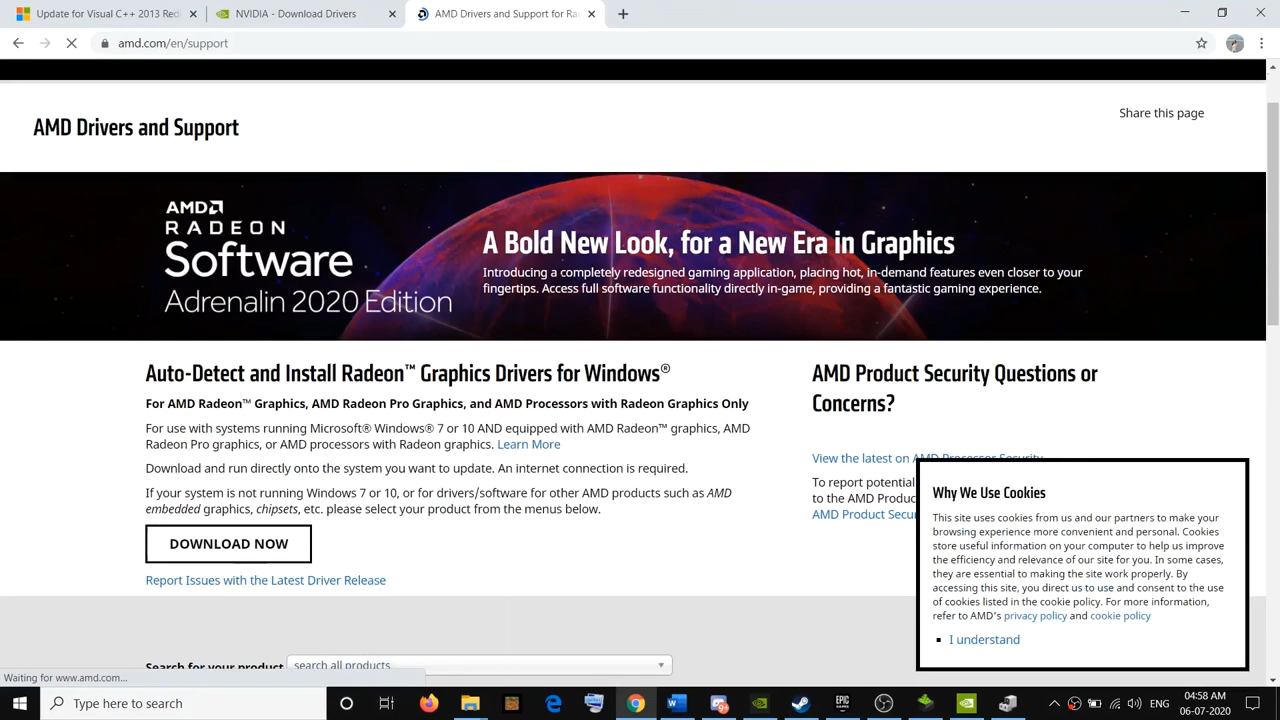 Update for Visual C++ 2013 Redi
NVIDIA - Download Drivers
AMD Drivers and Support for Rad
amd.com/en/support
AMD Drivers and Support
Share this page
AMD
RADEON
Software
Adrenalin 2020 Edition
A Bold New Look, for a New Era in Graphics
Introducing a completely redesigned gaming application, placing hot, in-demand features even closer to your
fingertips. Access full software functionality directly in-game, providing a fantastic gaming experience.
Auto-Detect and Install Radeon™ Graphics Drivers for Windows®
For AMD Radeon™ Graphics, AMD Radeon Pro Graphics, and AMD Processors with Radeon Graphics Only
For use with systems running Microsoft® Windows® 7 or 10 AND equipped with AMD Radeon™ graphics, AMD
Radeon Pro graphics, or AMD processors with Radeon graphics. Learn More
Download and run directly onto the system you want to update. An internet connection is required.
If your system is not running Windows 7 or 10, or for drivers/software for other AMD products such as AMD
embedded graphics, chipsets, etc. please select your product from the menus below.
DOWNLOAD NOW
Report Issues with the Latest Driver Release
AMD Product Security Questions or
Concerns?
View the latest on AMD Processor Security
To report potential
to the AMD Produc
AMD Product Secur
Why We Use Cookies
This site uses cookies from us and our partners to make your
browsing experience more convenient and personal. Cookies
store useful information on your computer to help us improve
the efficiency and relevance of our site for you. In some cases,
they are essential to making the site work properly. By
accessing this site, you direct us to use and consent to the use
of cookies listed in the cookie policy. For more information,
refer to AMD's privacy policy and cookie policy
I understand
Search for your product
search all products
Waiting for www.amd.com...
Type here to search
EPIC
GAMES
ENG
04:58 AM
06-07-2020